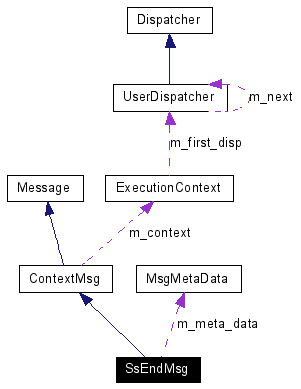 Dispatcher
UserDispatcher
m_next
m_first_disp
Message
ExecutionContext
m_context
ContextMsg
MsgMetaData
m_meta_data
SsEndMsg